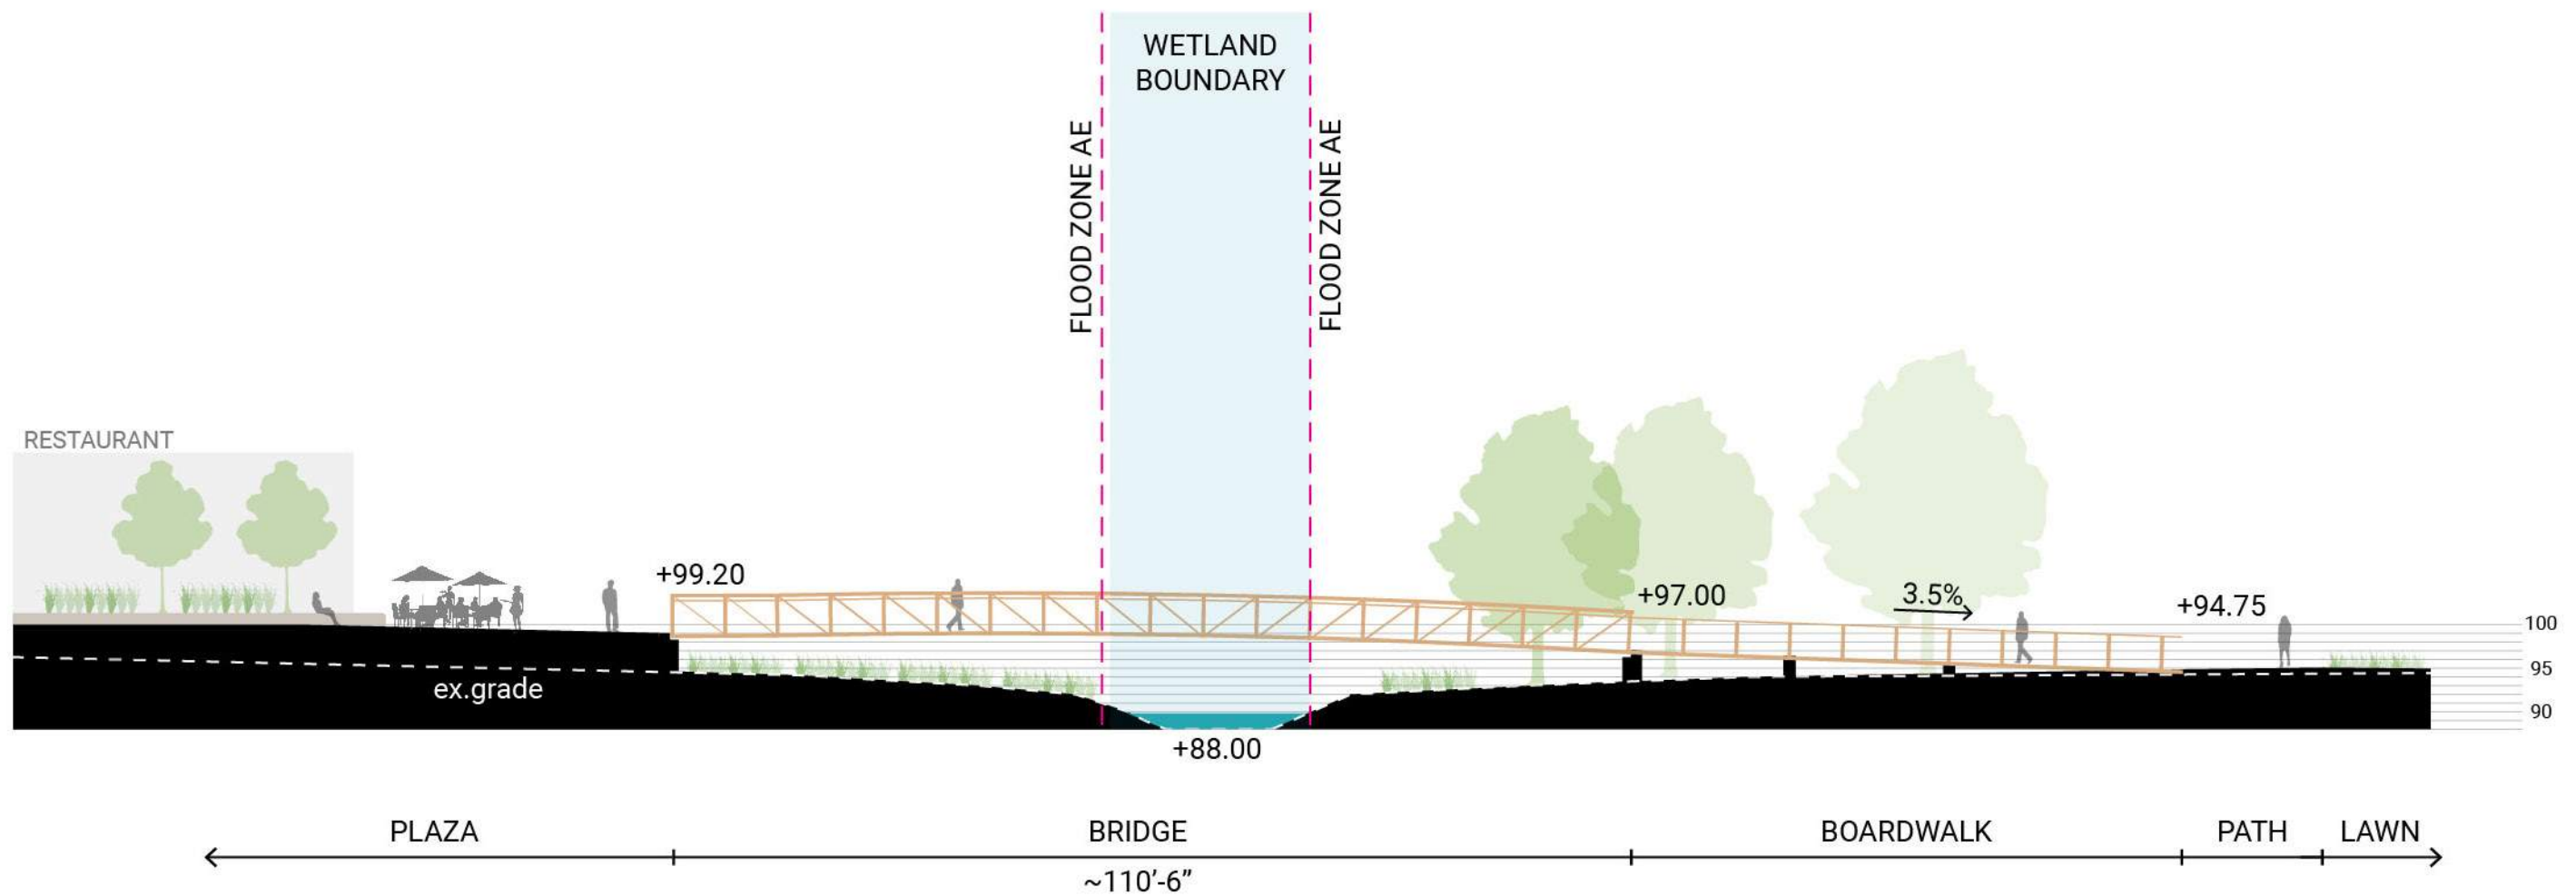 WETLAND
BOUNDARY
FLOOD ZONE AE
FLOOD ZONE AE
RESTAURANT
+99.20
+97.00
3.5%
+94.75
100
95
90
ex.grade
+88.00
PLAZA
BRIDGE
BOARDWALK
PATH
LAWN
~110’-6”